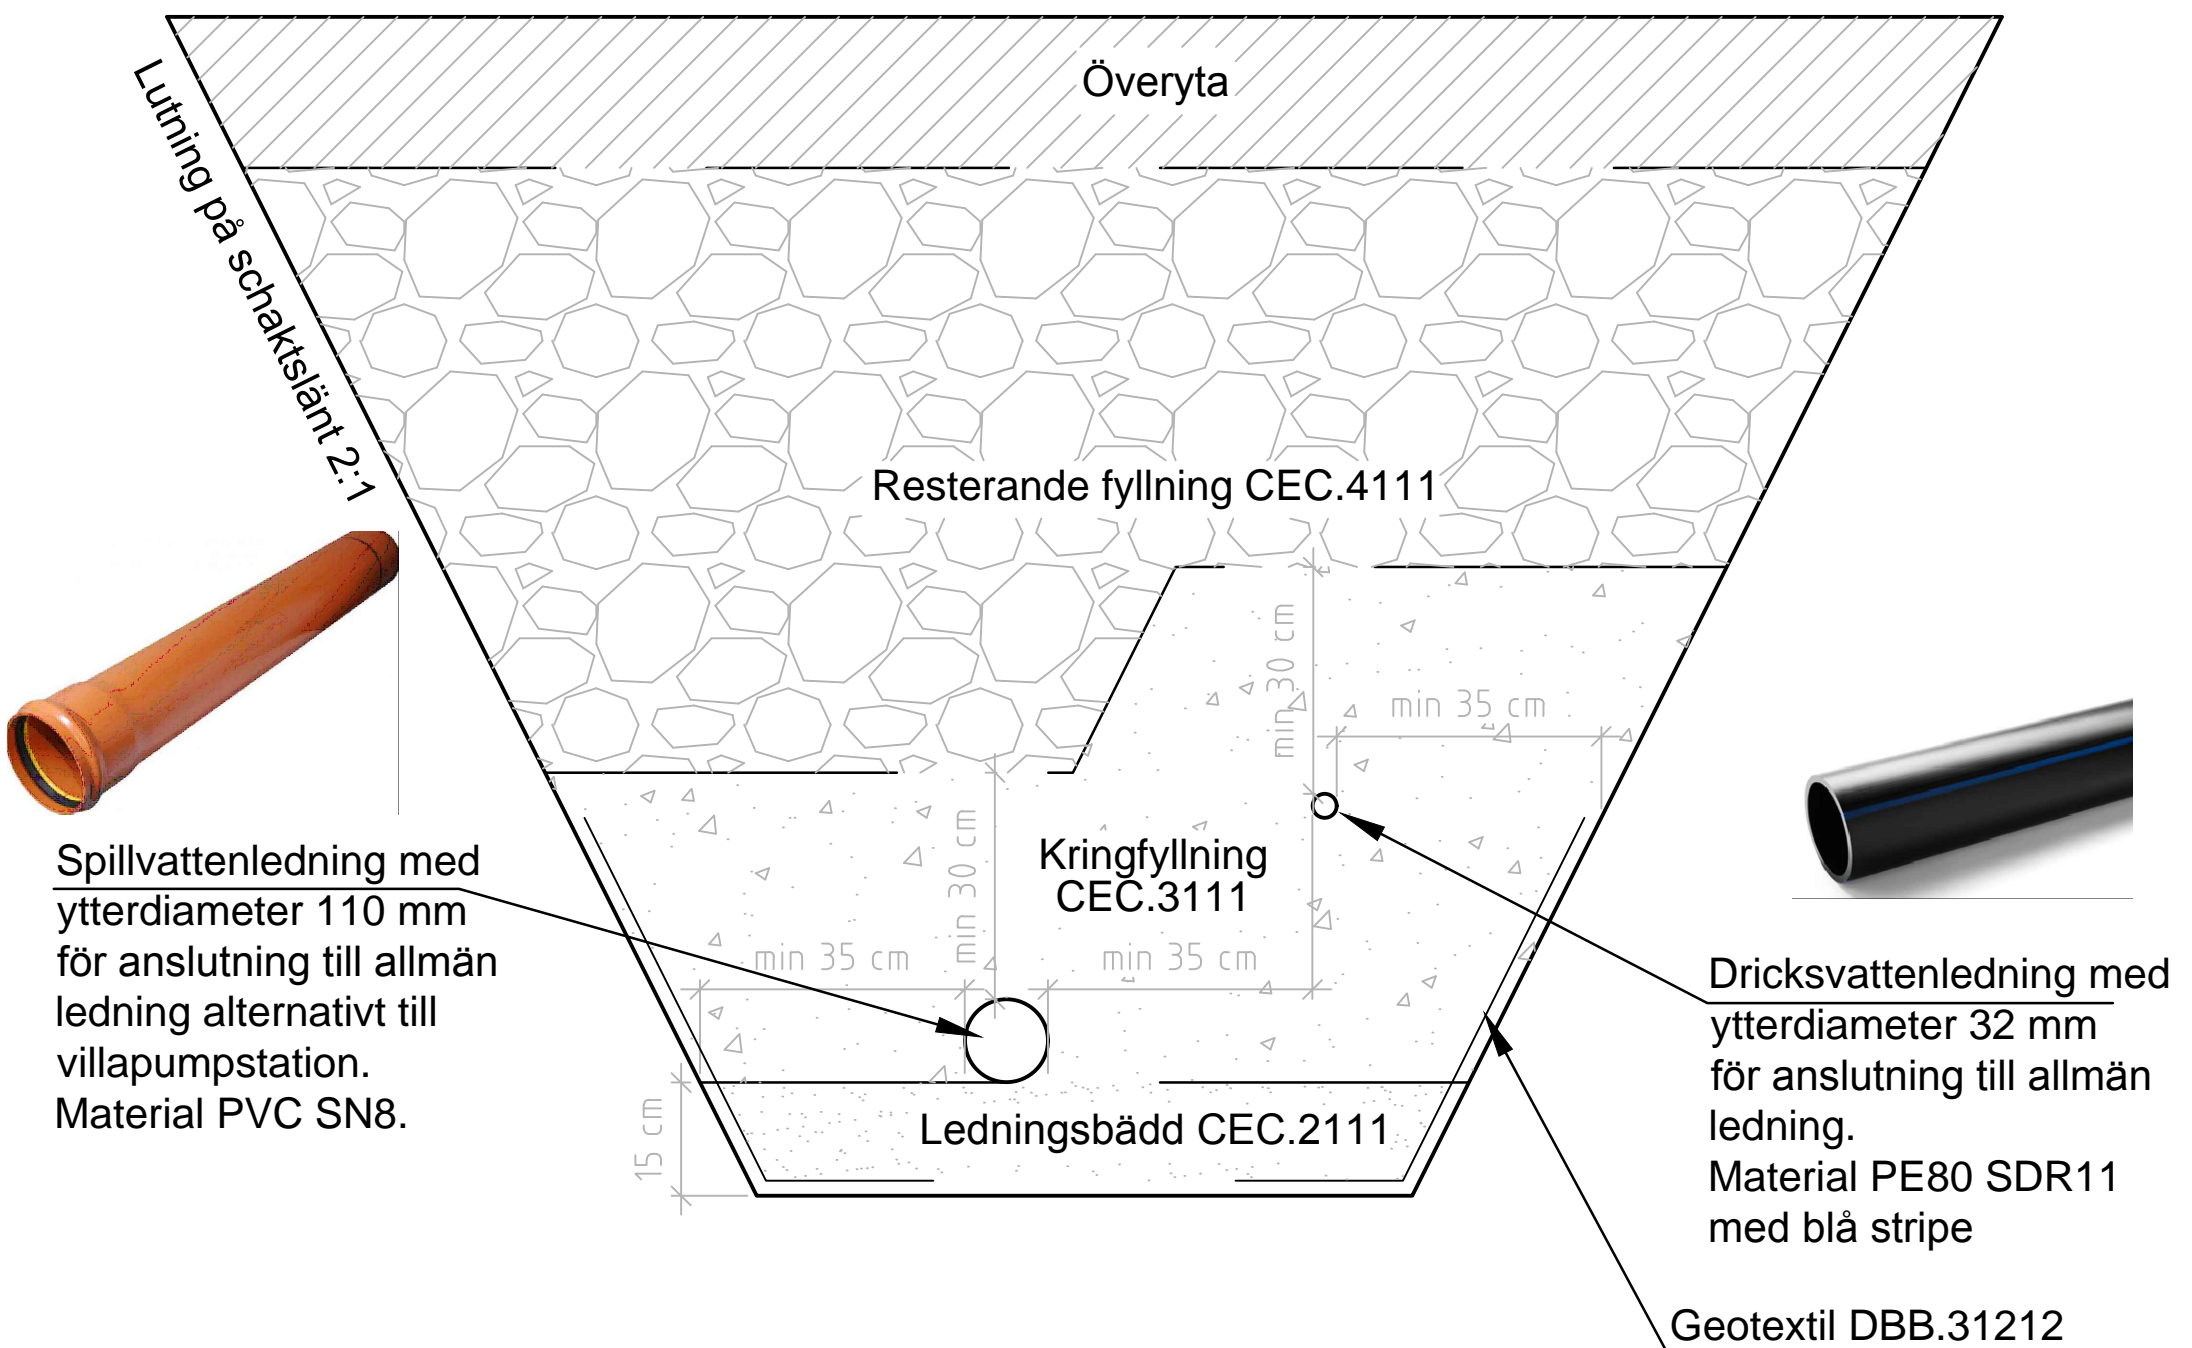 Överyta
Lutning på schaktslänt 2:1
Resterande fyllning CEC.4111
min 30 cm
min 35 cm
Kringfyllning
CEC.3111
min 30 cm
min 35 cm
min 35 cm
Spillvattenledning med
ytterdiameter 110 mm
för anslutning till allmän
ledning alternativt till
villapumpstation.
Material PVC SN8.
Dricksvattenledning med
ytterdiameter 32 mm
för anslutning till allmän
ledning.
Material PE80 SDR11
med blå stripe
Ledningsbädd CEC.2111
15 cm
Geotextil DBB.31212